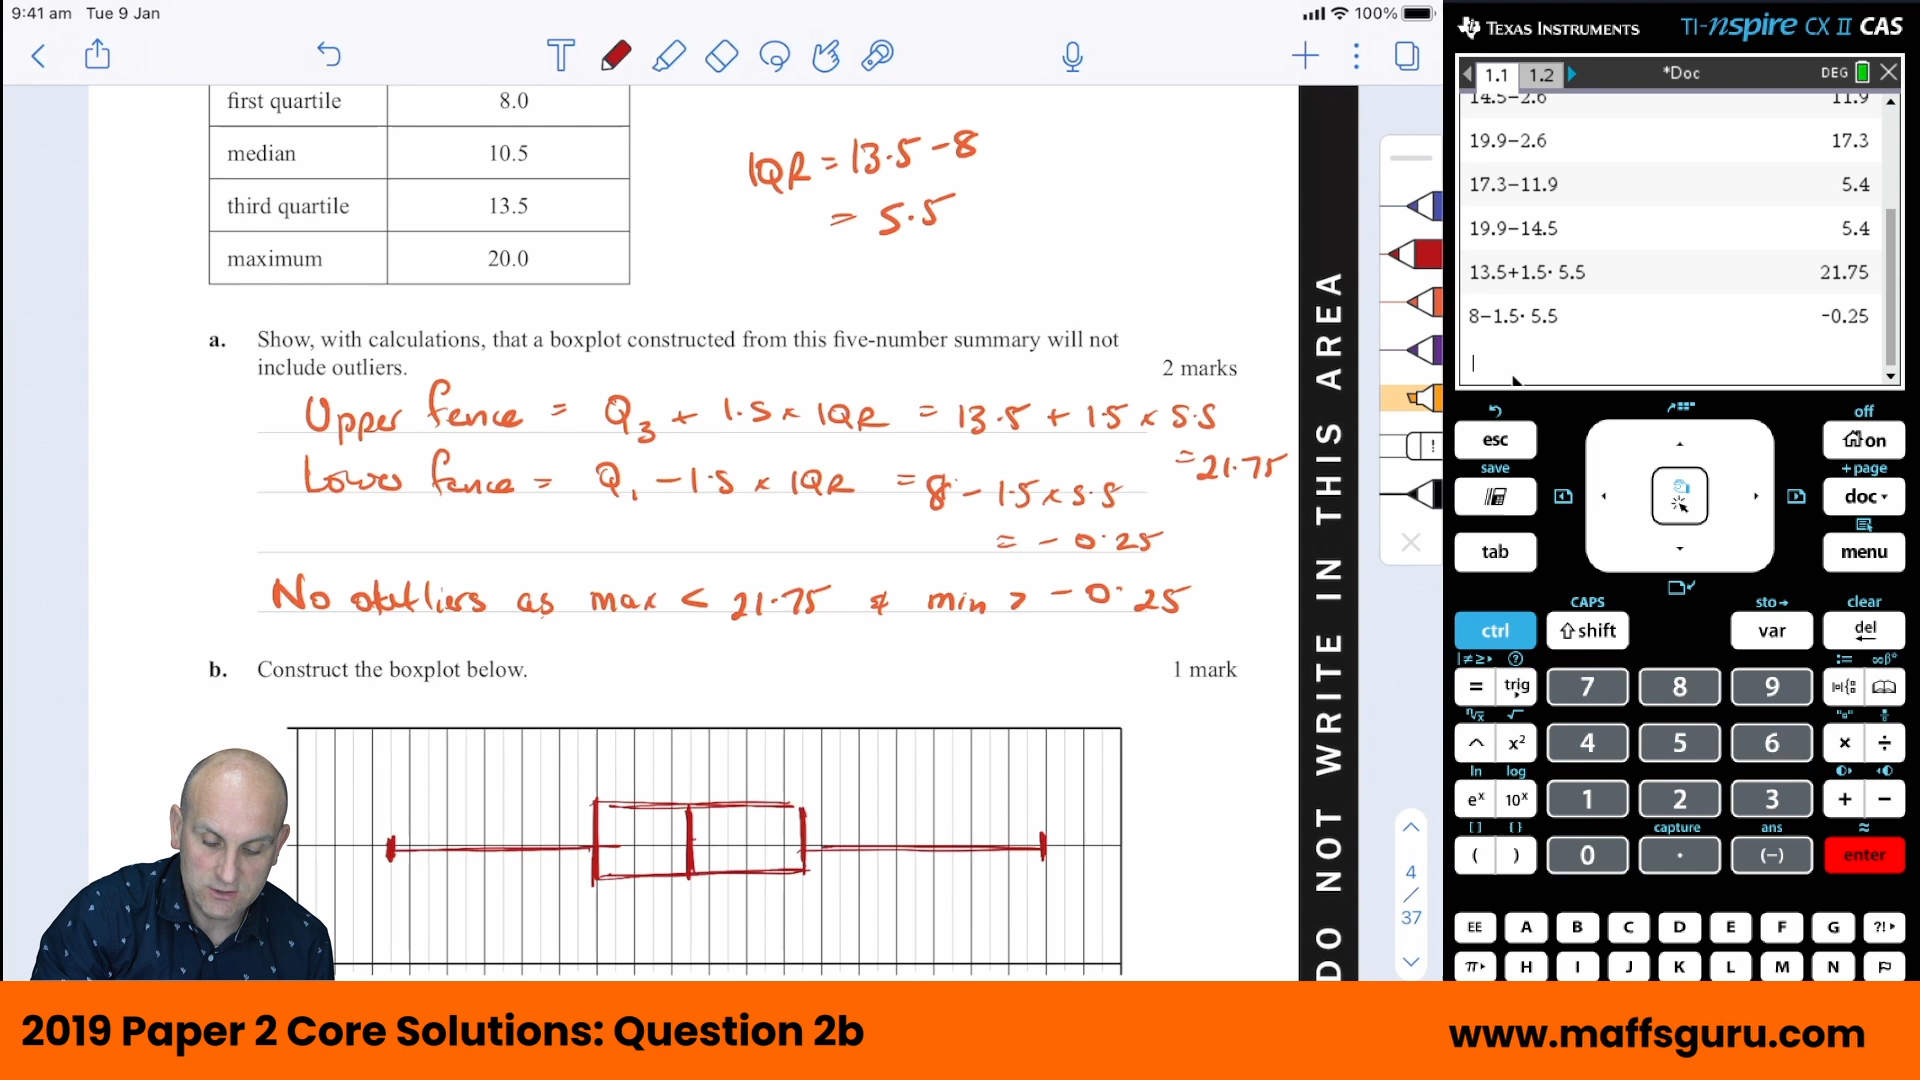 9:41 am Tue 9 Jan
100%
first quartile 8.0
median 10.5
third quartile 13.5
maximum 20.0
IQR = 13.5 - 8
= 5.5
a. Show, with calculations, that a boxplot constructed from this five-number summary will not
include outliers. 2 marks
Upper fence = Q3 + 1.5 × IQR = 13.5 + 1.5 × 5.5
= 21.75
Lower fence = Q1 - 1.5 × IQR = 8 - 1.5 × 5.5
= - 0.25
No outliers as max < 21.75 & min > - 0.25
b. Construct the boxplot below. 1 mark
DO NOT WRITE IN THIS AREA
4
/
37
TEXAS INSTRUMENTS TI-nspire CX II CAS
1.1 1.2 *Doc DEG
14.5-2.6 11.9
19.9-2.6 17.3
17.3-11.9 5.4
19.9-14.5 5.4
13.5+1.5· 5.5 21.75
8-1.5· 5.5 -0.25
off
esc on
save +page
doc
tab menu
CAPS sto→ clear
ctrl shift var del
|≠≥▸ ? := ∞β°
= trig 7 8 9
ⁿ√x √
^ x² 4 5 6 × ÷
ln log
eˣ 10ˣ 1 2 3 + −
[ ] { } capture ans ≈
( ) 0 . (−) enter
EE A B C D E F G ?!▸
π▸ H I J K L M N
2019 Paper 2 Core Solutions: Question 2b
www.maffsguru.com